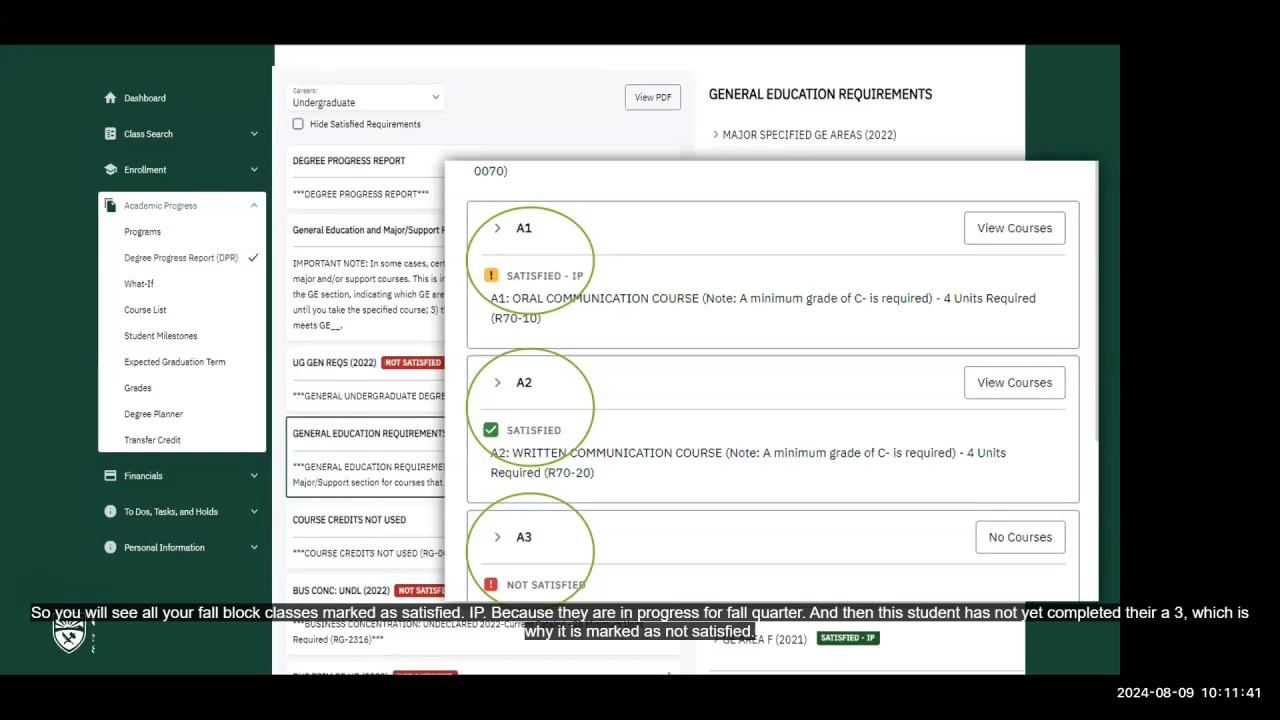 Dashboard
Class Search
Enrollment
Academic Progress
Programs
Degree Progress Report (DPR)
What-If
Course List
Student Milestones
Expected Graduation Term
Grades
Degree Planner
Transfer Credit
Financials
To Dos, Tasks, and Holds
Personal Information
Careers:
Undergraduate
View PDF
Hide Satisfied Requirements
DEGREE PROGRESS REPORT
***DEGREE PROGRESS REPORT***
General Education and Major/Support
IMPORTANT NOTE: In some cases, cert
major and/or support courses. This is i
the GE section, indicating which GE are
until you take the specified course; 3) t
meets GE__.
UG GEN REQS (2022) NOT SATISFIED
***GENERAL UNDERGRADUATE DEGRE
GENERAL EDUCATION REQUIREMENTS
***GENERAL EDUCATION REQUIREMEN
Major/Support section for courses that
COURSE CREDITS NOT USED
***COURSE CREDITS NOT USED (RG-00
BUS CONC: UNDL (2022) NOT SATISFI
***BUSINESS CONCENTRATION: UNDECLARED 2022-Curre
Required (RG-2316)***
GENERAL EDUCATION REQUIREMENTS
MAJOR SPECIFIED GE AREAS (2022)
0070)
A1
View Courses
SATISFIED - IP
A1: ORAL COMMUNICATION COURSE (Note: A minimum grade of C- is required) - 4 Units Required
(R70-10)
A2
View Courses
SATISFIED
A2: WRITTEN COMMUNICATION COURSE (Note: A minimum grade of C- is required) - 4 Units
Required (R70-20)
A3
No Courses
NOT SATISFIED
GE AREA F (2021) SATISFIED - IP
So you will see all your fall block classes marked as satisfied. IP. Because they are in progress for fall quarter. And then this student has not yet completed their a 3, which is
why it is marked as not satisfied.
2024-08-09 10:11:41